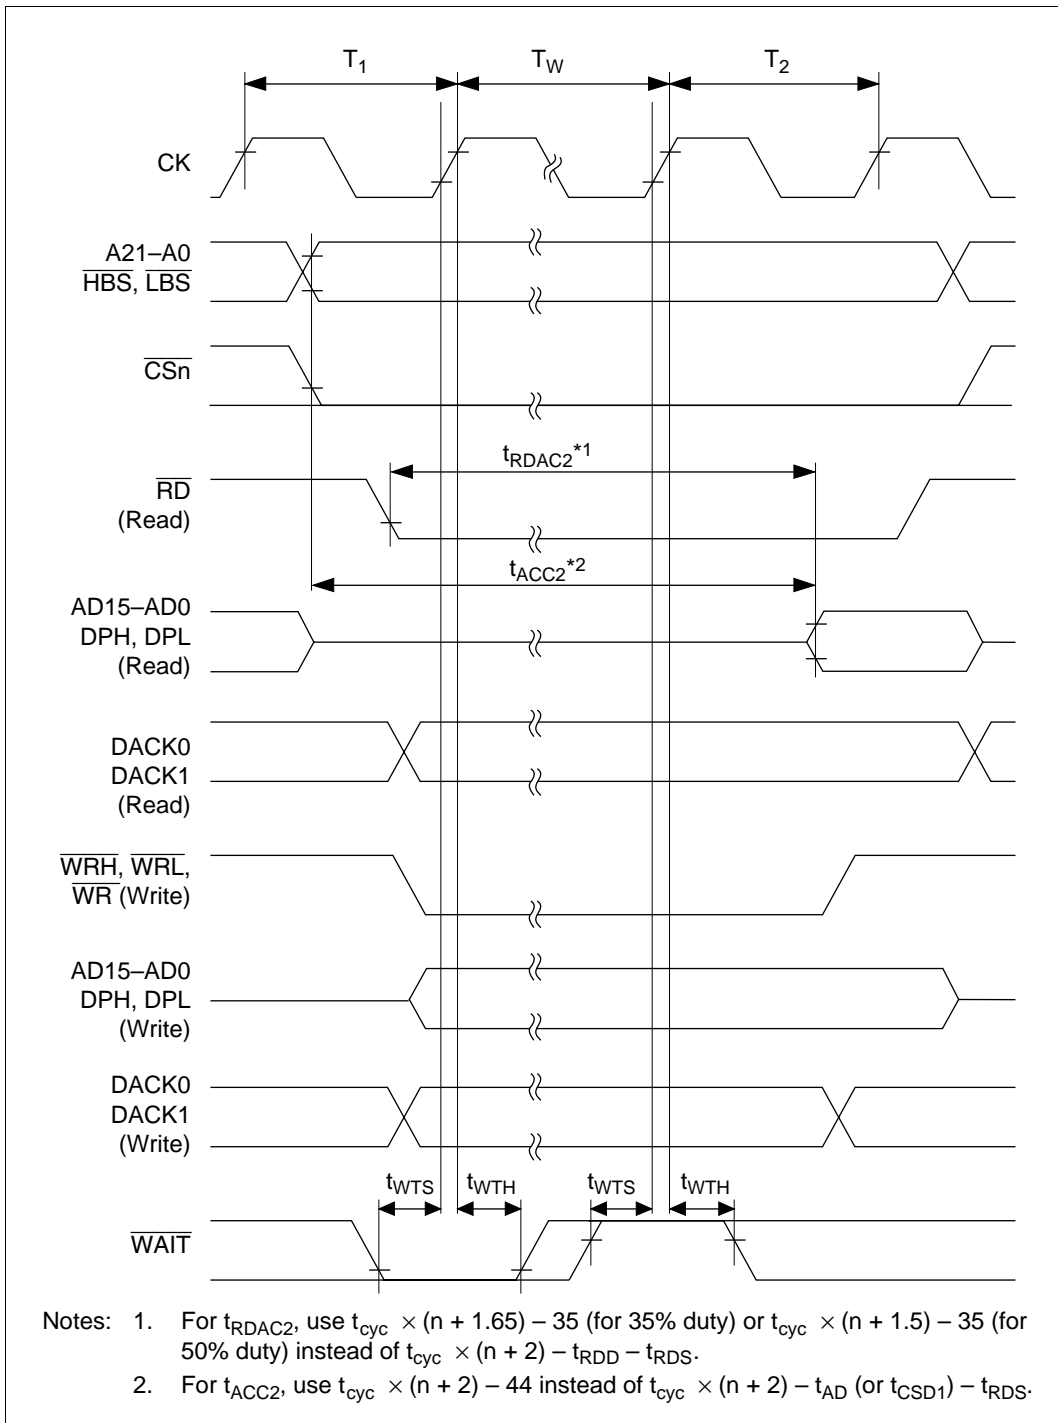 T1 TW T2
CK
A21–A0
HBS, LBS
CSn
tRDAC2*1
RD
(Read)
tACC2*2
AD15–AD0
DPH, DPL
(Read)
DACK0
DACK1
(Read)
WRH, WRL,
WR (Write)
AD15–AD0
DPH, DPL
(Write)
DACK0
DACK1
(Write)
tWTS tWTH tWTS tWTH
WAIT
Notes: 1. For tRDAC2, use tcyc × (n + 1.65) – 35 (for 35% duty) or tcyc × (n + 1.5) – 35 (for
50% duty) instead of tcyc × (n + 2) – tRDD – tRDS.
2. For tACC2, use tcyc × (n + 2) – 44 instead of tcyc × (n + 2) – tAD (or tCSD1) – tRDS.